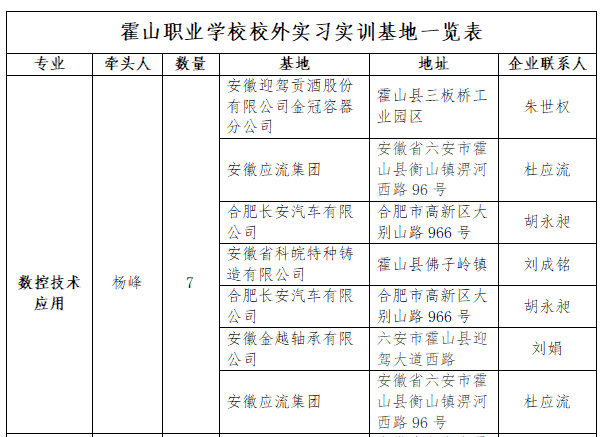 霍山职业学校校外实习实训基地一览表
专业 牵头人 数量 基地 地址 企业联系人
数控技术
应用
杨峰
7
安徽迎驾贡酒股份
有限公司金冠容器
分公司
霍山县三板桥工
业园区
朱世权
安徽应流集团
安徽省六安市霍
山县衡山镇淠河
西路 96 号
杜应流
合肥长安汽车有限
公司
合肥市高新区大
别山路 966 号
胡永昶
安徽省科皖特种铸
造有限公司
霍山县佛子岭镇
刘成铭
合肥长安汽车有限
公司
合肥市高新区大
别山路 966 号
胡永昶
安徽金越轴承有限
公司
六安市霍山县迎
驾大道西路
刘娟
安徽应流集团
安徽省六安市霍
山县衡山镇淠河
西路 96 号
杜应流